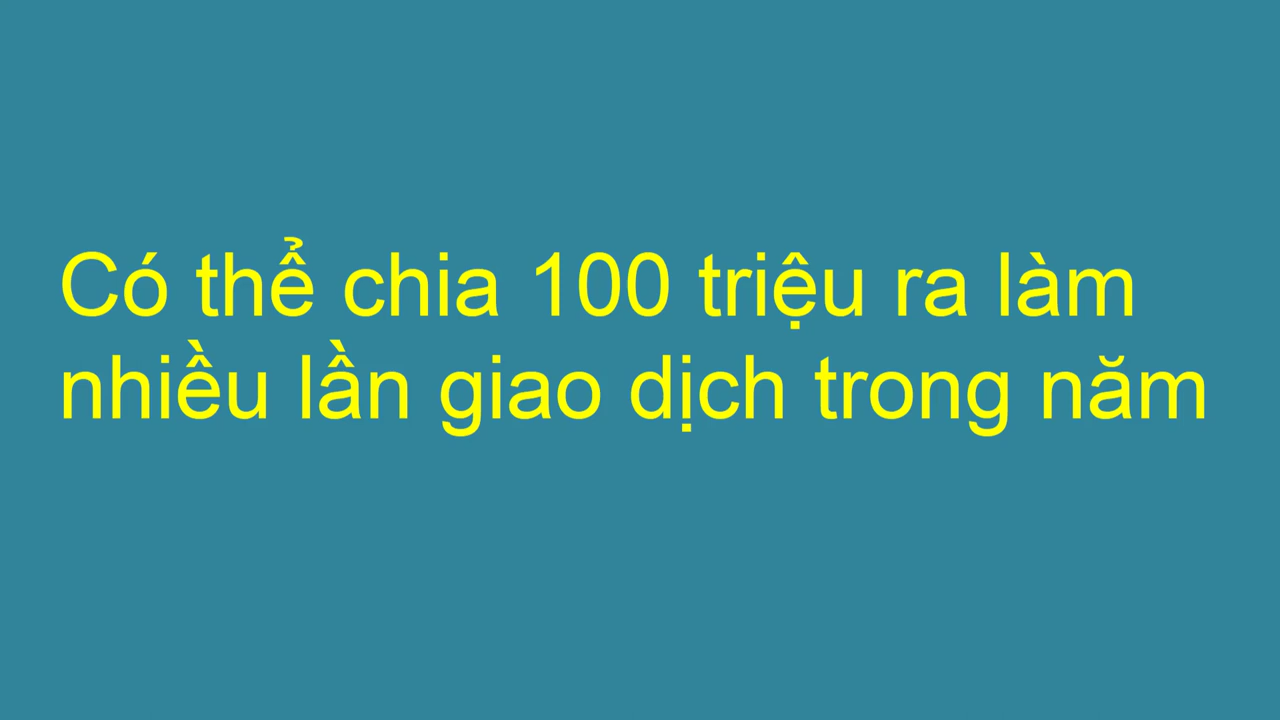 Có thể chia 100 triệu ra làm
nhiều lần giao dịch trong năm